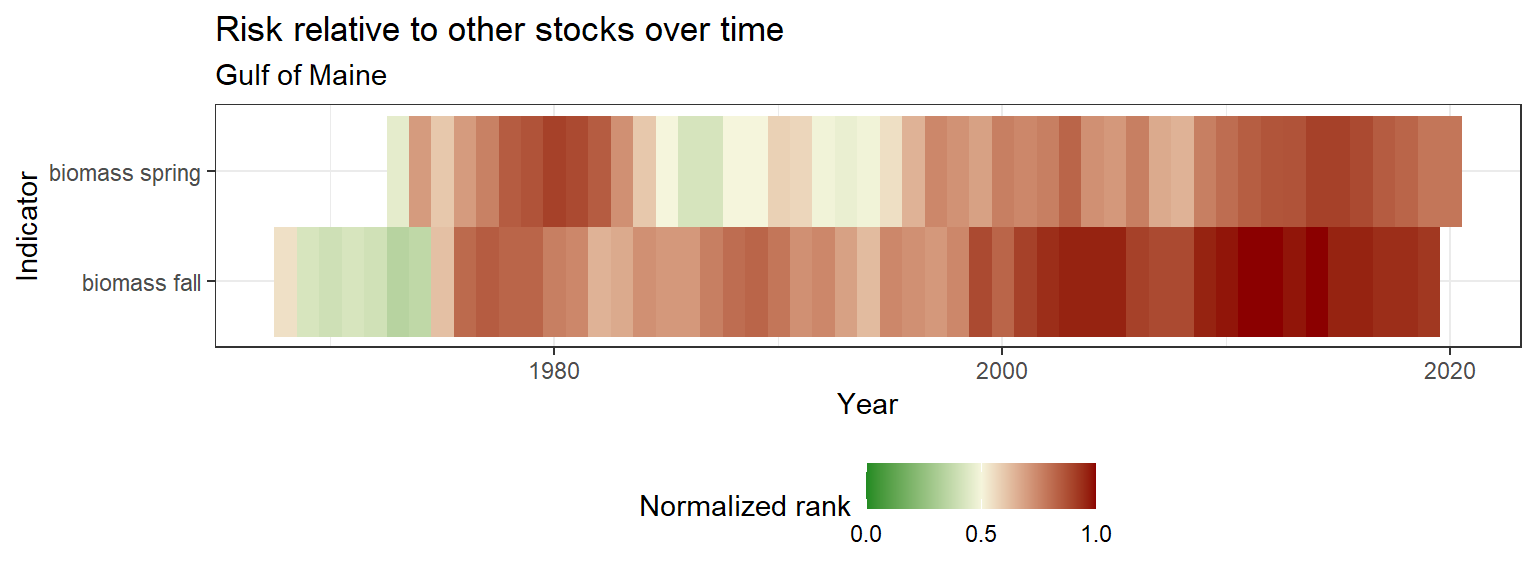 Risk relative to other stocks over time
Gulf of Maine
Indicator
biomass spring
biomass fall
1980 2000 2020
Year
Normalized rank
0.0 0.5 1.0